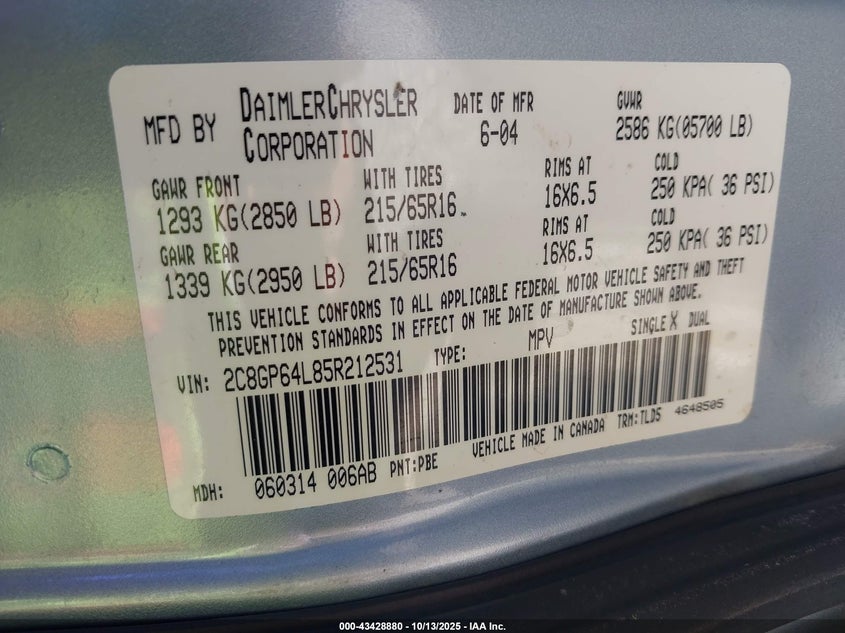 MFD BY DAIMLERCHRYSLER CORPORATION
DATE OF MFR
6-04
GVWR
2586 KG(05700 LB)
GAWR FRONT WITH TIRES RIMS AT COLD
1293 KG(2850 LB) 215/65R16 16X6.5 250 KPA( 36 PSI)
GAWR REAR WITH TIRES RIMS AT COLD
1339 KG(2950 LB) 215/65R16 16X6.5 250 KPA( 36 PSI)
THIS VEHICLE CONFORMS TO ALL APPLICABLE FEDERAL MOTOR VEHICLE SAFETY AND THEFT
PREVENTION STANDARDS IN EFFECT ON THE DATE OF MANUFACTURE SHOWN ABOVE.
VIN: 2C8GP64L85R212531 TYPE: MPV SINGLE X DUAL
VEHICLE MADE IN CANADA TRM:TLD5 4648505
MDH: 060314 006AB PNT:PBE
000-43428880 - 10/13/2025 - IAA Inc.